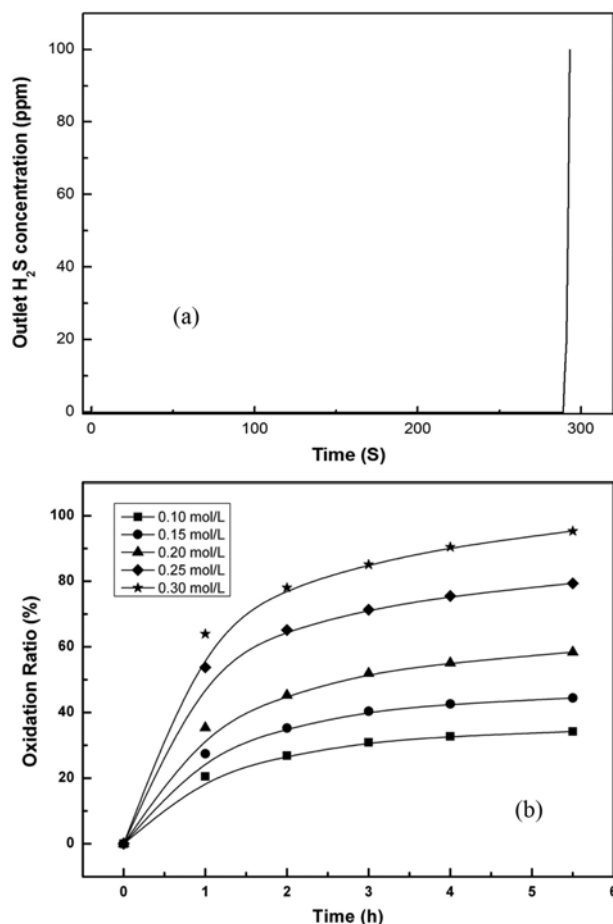 100
80
60
40
20
0
Outlet H₂S concentration (ppm)
(a)
0 100 200 300
Time (S)
0.10 mol/L
0.15 mol/L
0.20 mol/L
0.25 mol/L
0.30 mol/L
100
80
60
40
20
0
Oxidation Ratio (%)
(b)
0 1 2 3 4 5 6
Time (h)